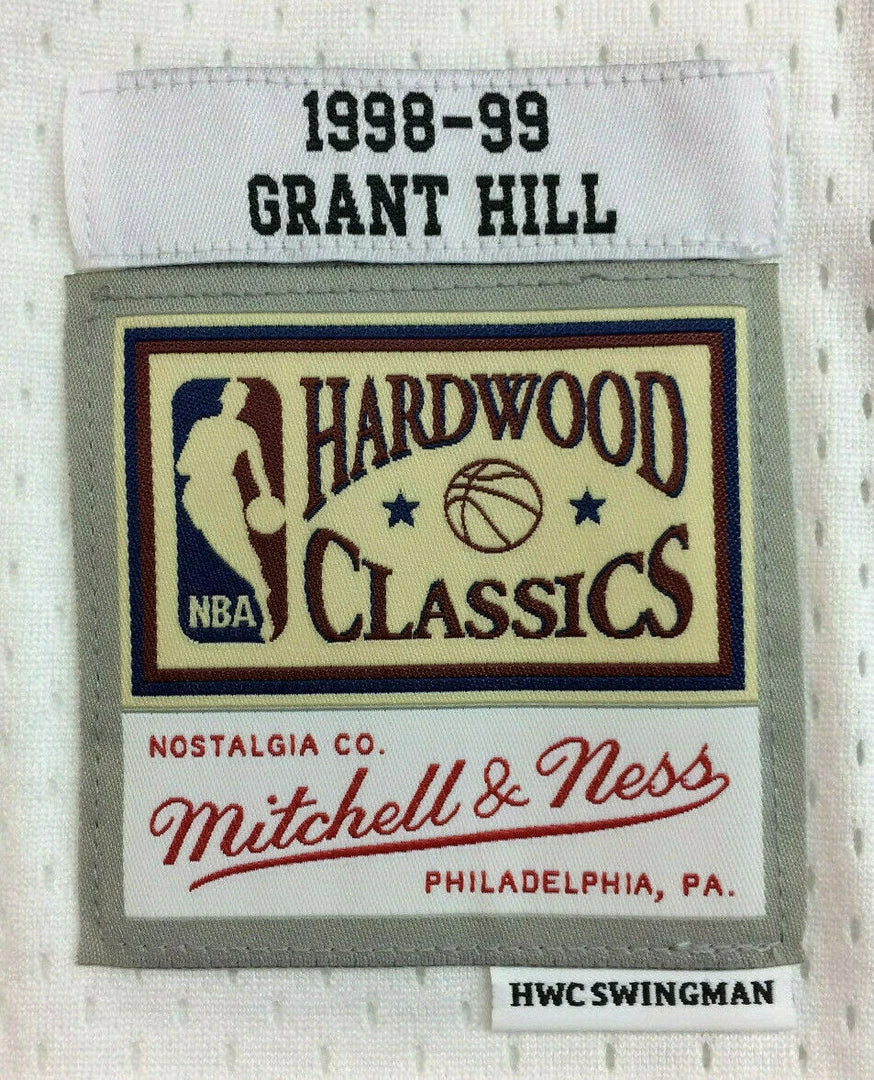 1998-99
GRANT HILL
HARDWOOD
CLASSICS
NBA
NOSTALGIA CO.
Mitchell & Ness
PHILADELPHIA, PA.
HWC SWINGMAN